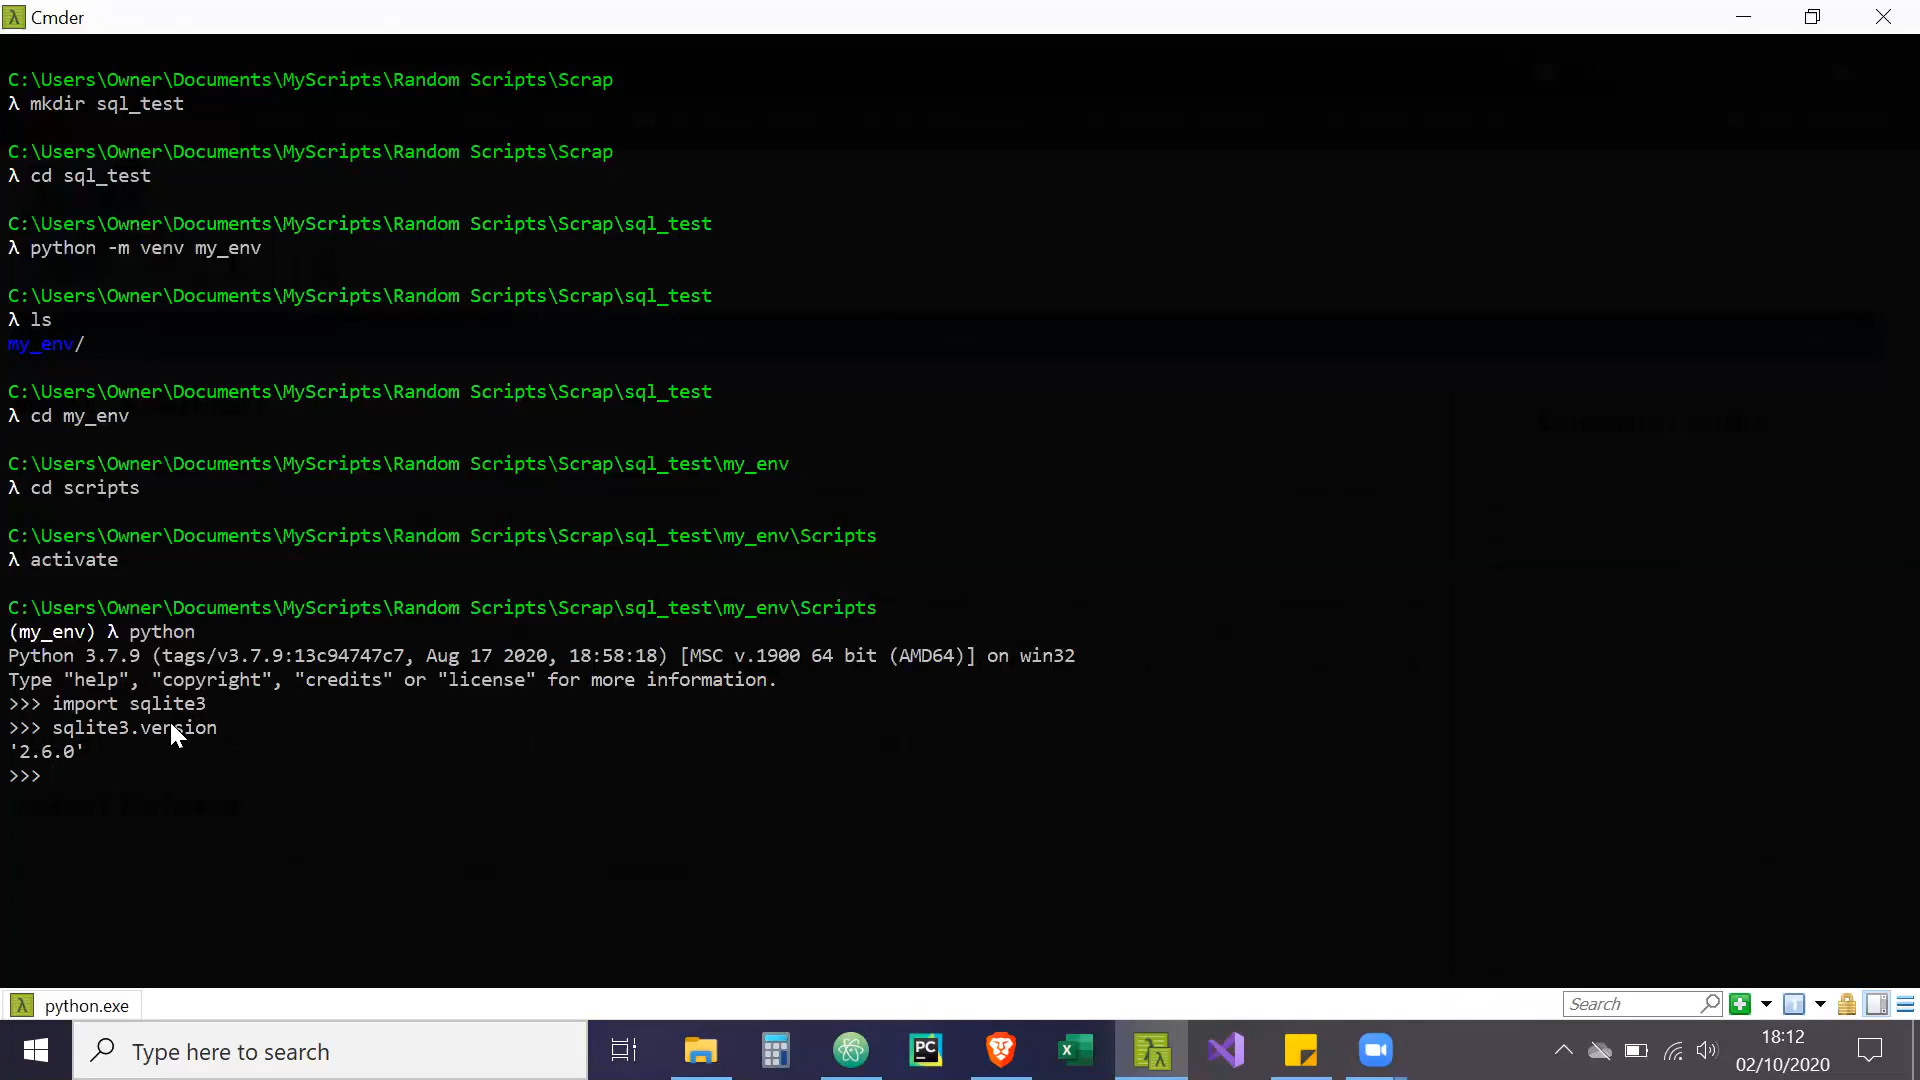 Cmder
C:\Users\Owner\Documents\MyScripts\Random Scripts\Scrap
λ mkdir sql_test
C:\Users\Owner\Documents\MyScripts\Random Scripts\Scrap
λ cd sql_test
C:\Users\Owner\Documents\MyScripts\Random Scripts\Scrap\sql_test
λ python -m venv my_env
C:\Users\Owner\Documents\MyScripts\Random Scripts\Scrap\sql_test
λ ls
my_env/
C:\Users\Owner\Documents\MyScripts\Random Scripts\Scrap\sql_test
λ cd my_env
C:\Users\Owner\Documents\MyScripts\Random Scripts\Scrap\sql_test\my_env
λ cd scripts
C:\Users\Owner\Documents\MyScripts\Random Scripts\Scrap\sql_test\my_env\Scripts
λ activate
C:\Users\Owner\Documents\MyScripts\Random Scripts\Scrap\sql_test\my_env\Scripts
(my_env) λ python
Python 3.7.9 (tags/v3.7.9:13c94747c7, Aug 17 2020, 18:58:18) [MSC v.1900 64 bit (AMD64)] on win32
Type "help", "copyright", "credits" or "license" for more information.
>>> import sqlite3
>>> sqlite3.version
'2.6.0'
>>>
python.exe
Search
Type here to search
PC
18:12
02/10/2020